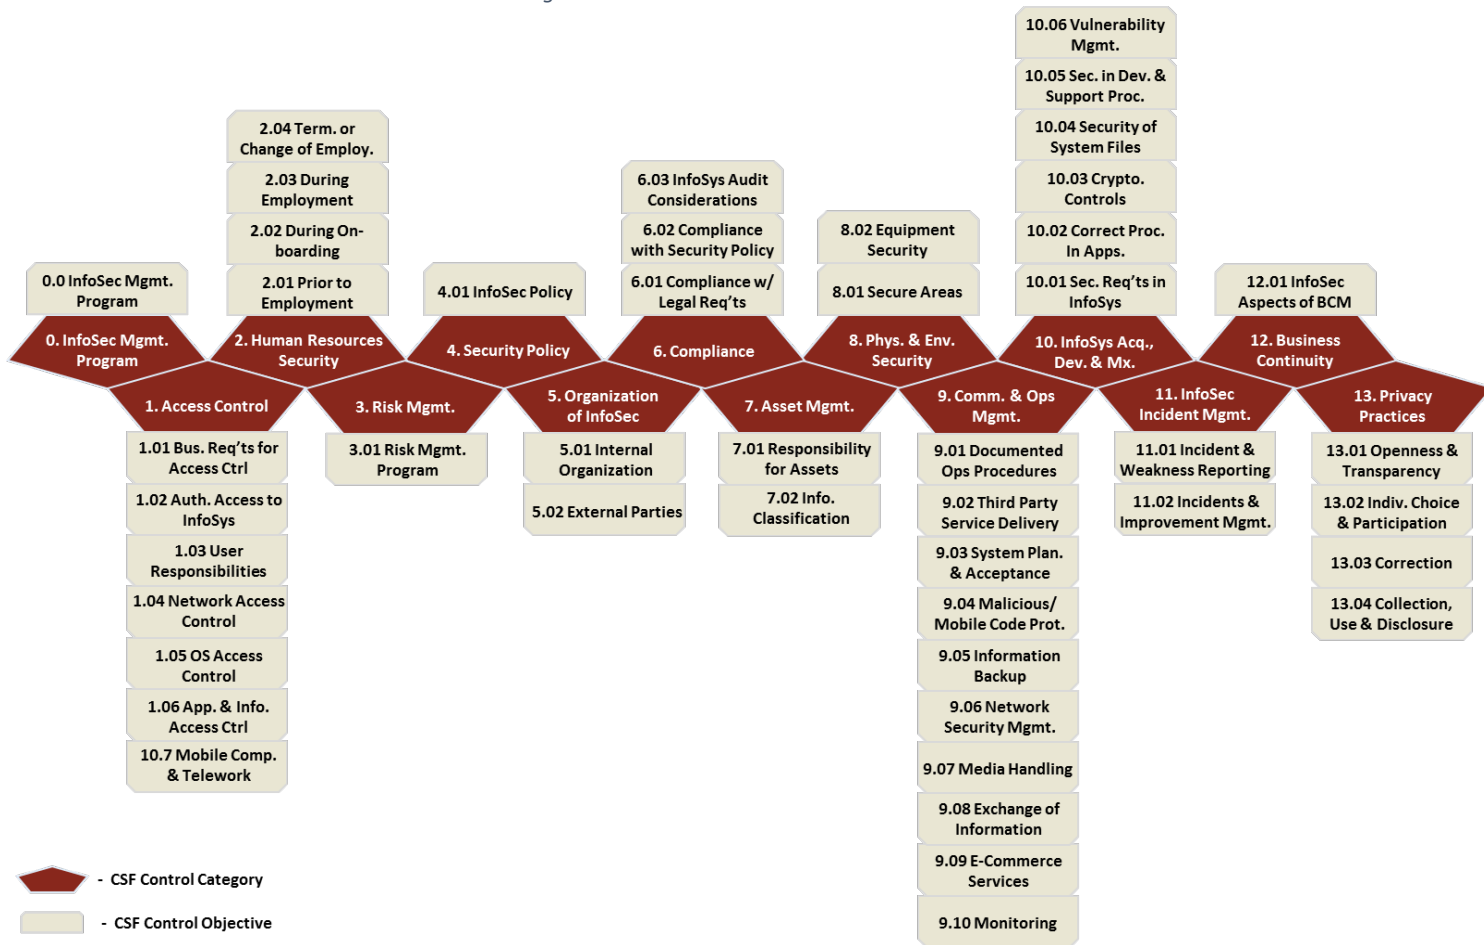 10.06 Vulnerability
Mgmt.
10.05 Sec. in Dev. &
Support Proc.
10.04 Security of
System Files
10.03 Crypto.
Controls
10.02 Correct Proc.
In Apps.
10.01 Sec. Req’ts in
InfoSys
2.04 Term. or
Change of Employ.
2.03 During
Employment
2.02 During On-
boarding
2.01 Prior to
Employment
6.03 InfoSys Audit
Considerations
6.02 Compliance
with Security Policy
6.01 Compliance w/
Legal Req’ts
8.02 Equipment
Security
8.01 Secure Areas
0.0 InfoSec Mgmt.
Program
4.01 InfoSec Policy
12.01 InfoSec
Aspects of BCM
0. InfoSec Mgmt.
Program
2. Human Resources
Security
4. Security Policy
6. Compliance
8. Phys. & Env.
Security
10. InfoSys Acq.,
Dev. & Mx.
12. Business
Continuity
1. Access Control
3. Risk Mgmt.
5. Organization
of InfoSec
7. Asset Mgmt.
9. Comm. & Ops
Mgmt.
11. InfoSec
Incident Mgmt.
13. Privacy
Practices
1.01 Bus. Req’ts for
Access Ctrl
1.02 Auth. Access to
InfoSys
1.03 User
Responsibilities
1.04 Network Access
Control
1.05 OS Access
Control
1.06 App. & Info.
Access Ctrl
10.7 Mobile Comp.
& Telework
3.01 Risk Mgmt.
Program
5.01 Internal
Organization
5.02 External Parties
7.01 Responsibility
for Assets
7.02 Info.
Classification
9.01 Documented
Ops Procedures
9.02 Third Party
Service Delivery
9.03 System Plan.
& Acceptance
9.04 Malicious/
Mobile Code Prot.
9.05 Information
Backup
9.06 Network
Security Mgmt.
9.07 Media Handling
9.08 Exchange of
Information
9.09 E-Commerce
Services
9.10 Monitoring
11.01 Incident &
Weakness Reporting
11.02 Incidents &
Improvement Mgmt.
13.01 Openness &
Transparency
13.02 Indiv. Choice
& Participation
13.03 Correction
13.04 Collection,
Use & Disclosure
- CSF Control Category
- CSF Control Objective